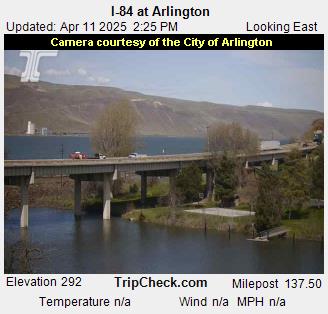 I-84 at Arlington
Updated: Apr 11 2025 2:25 PM Looking East
Camera courtesy of the City of Arlington
Elevation 292 TripCheck.com Milepost 137.50
Temperature n/a Wind n/a MPH n/a